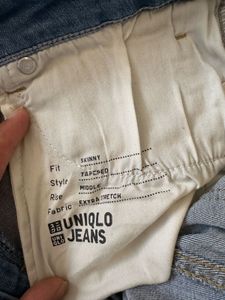 Fit SKINNY
Style TAPERED
Rise MIDDLE
Fabric EXTRA STRETCH
UNIQLO
JEANS